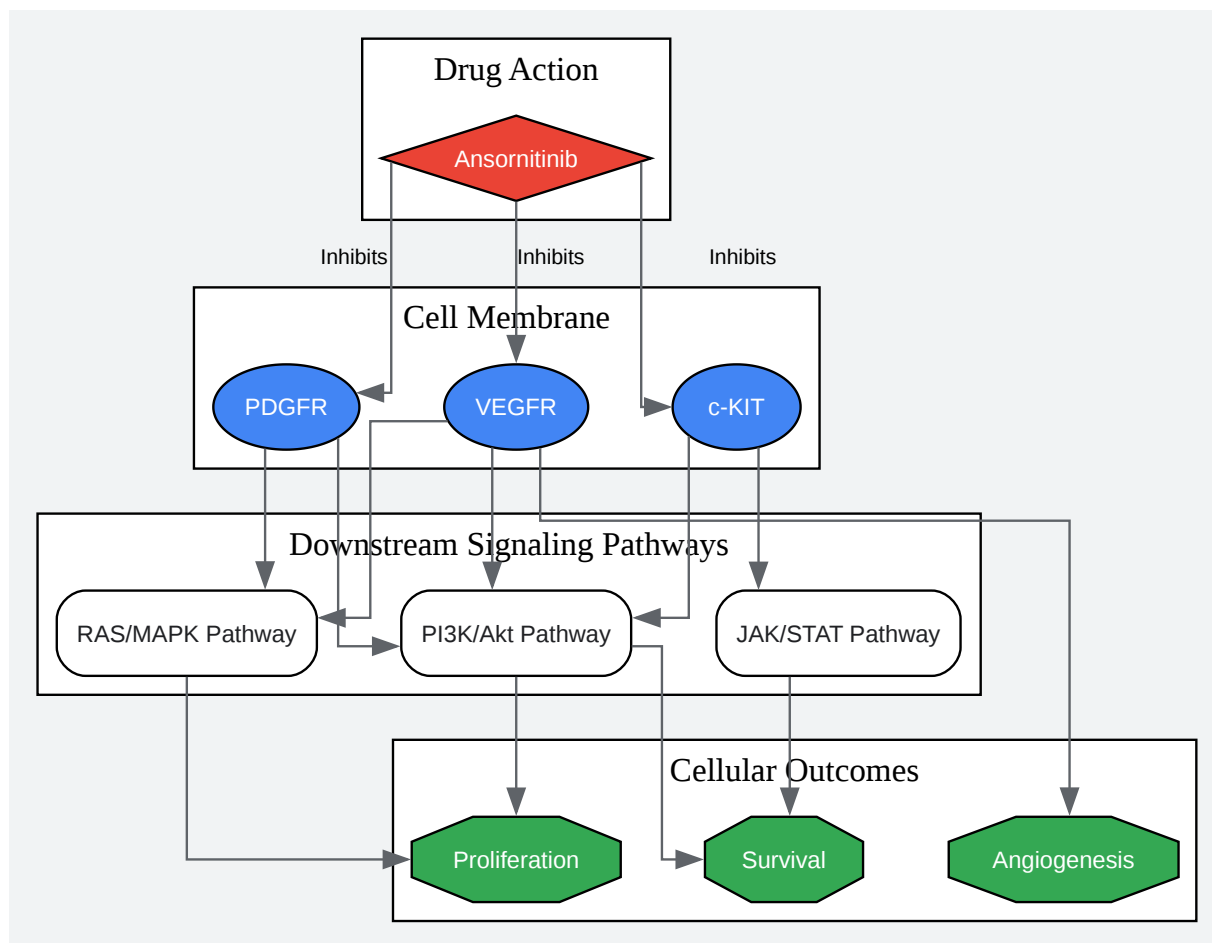 Drug Action
Ansornitinib
Inhibits
Inhibits
Inhibits
Cell Membrane
PDGFR
VEGFR
c-KIT
Downstream Signaling Pathways
RAS/MAPK Pathway
PI3K/Akt Pathway
JAK/STAT Pathway
Cellular Outcomes
Proliferation
Survival
Angiogenesis